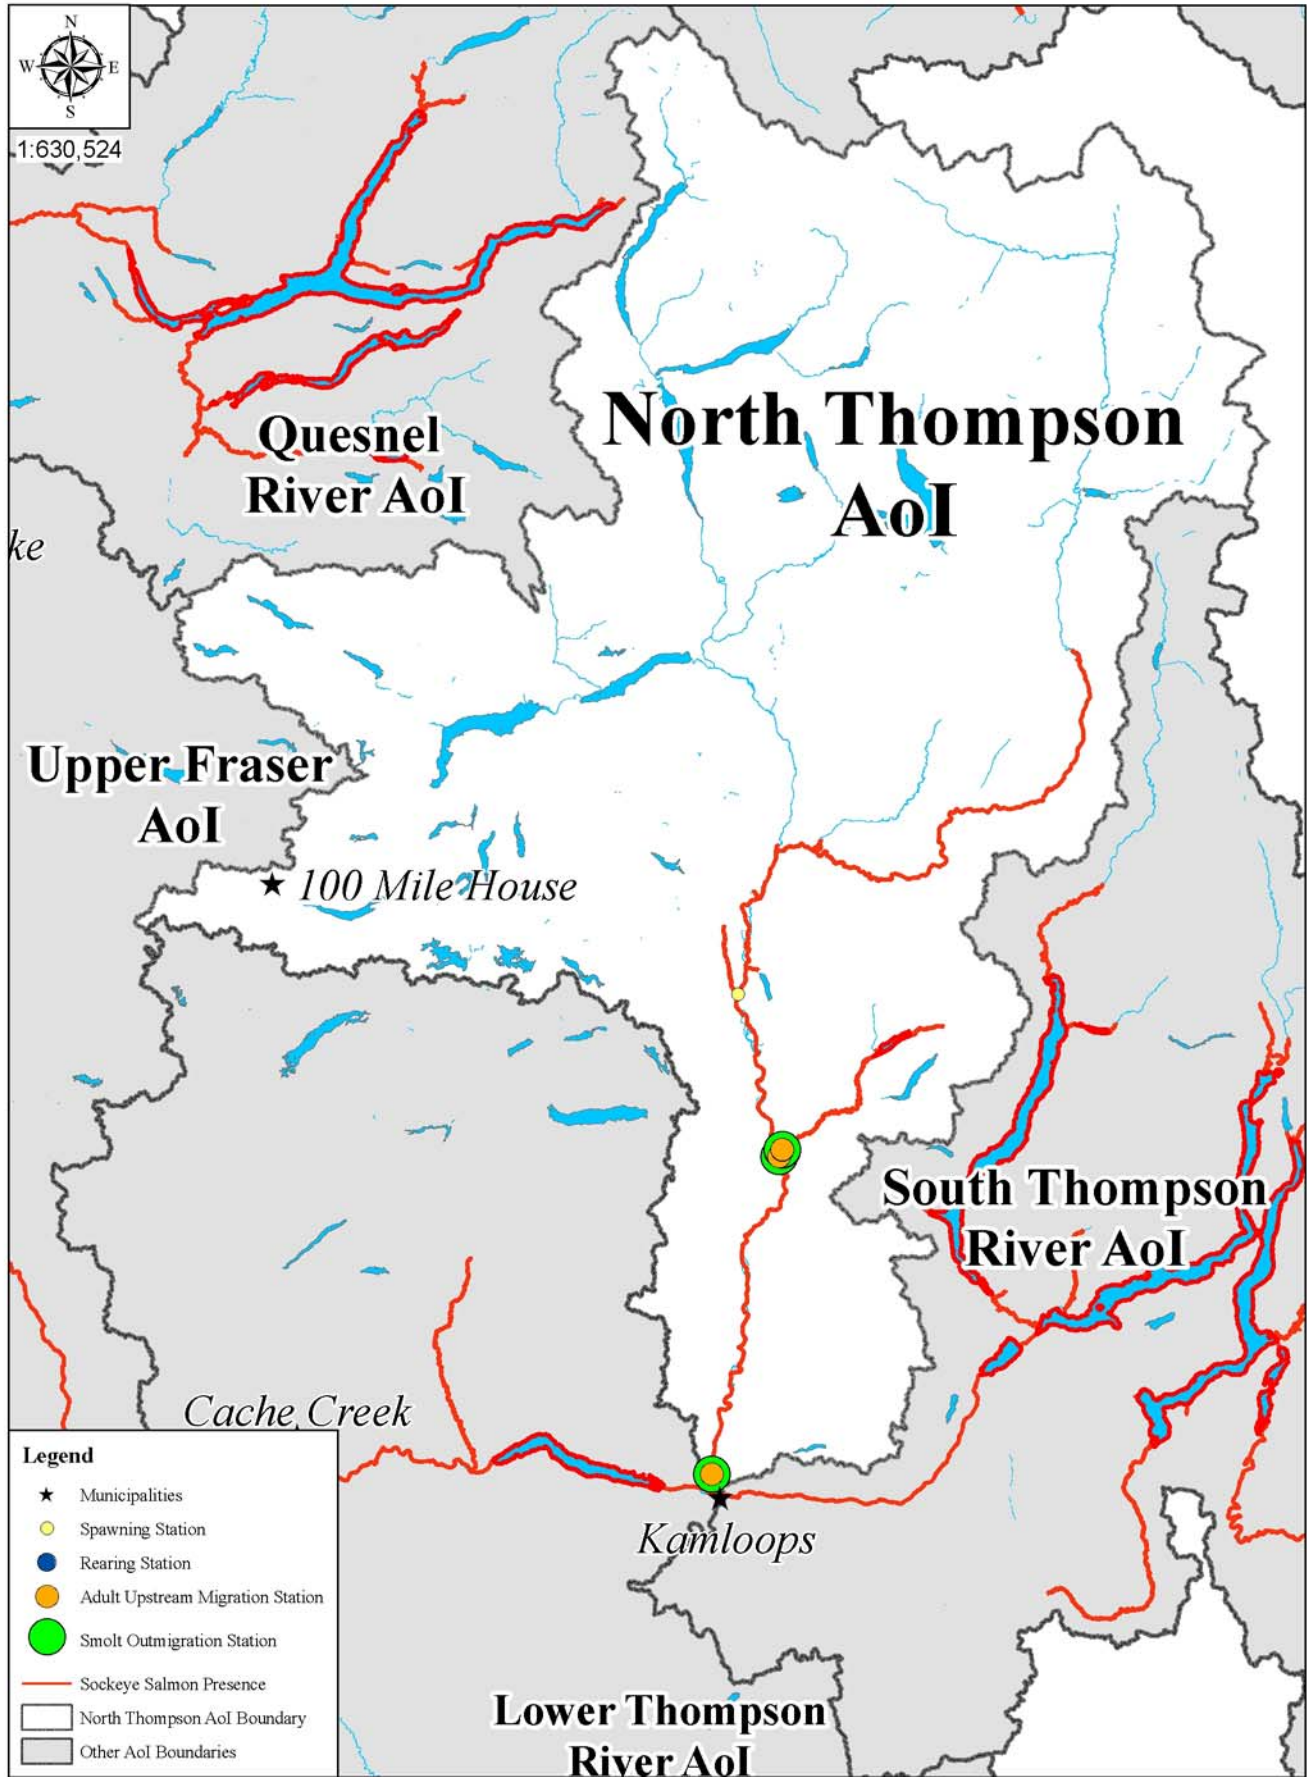 N
W E
S
1:630,524
North Thompson
AoI
Quesnel
River AoI
ke
Upper Fraser
AoI
100 Mile House
South Thompson
River AoI
Cache Creek
Kamloops
Lower Thompson
River AoI
Legend
Municipalities
Spawning Station
Rearing Station
Adult Upstream Migration Station
Smolt Outmigration Station
Sockeye Salmon Presence
North Thompson AoI Boundary
Other AoI Boundaries